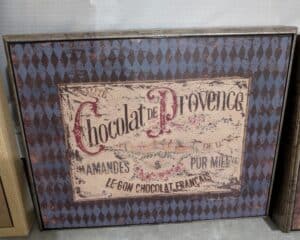 Chocolat de Provence
AMANDES PUR MIEL
LE BON CHOCOLAT FRANÇAIS